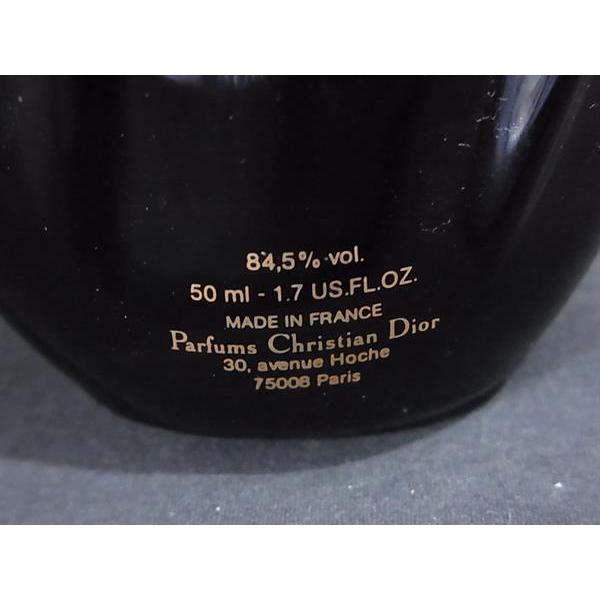 84,5% vol.
50 ml - 1.7 US.FL.OZ.
MADE IN FRANCE
Parfums Christian Dior
30, avenue Hoche
75008 Paris